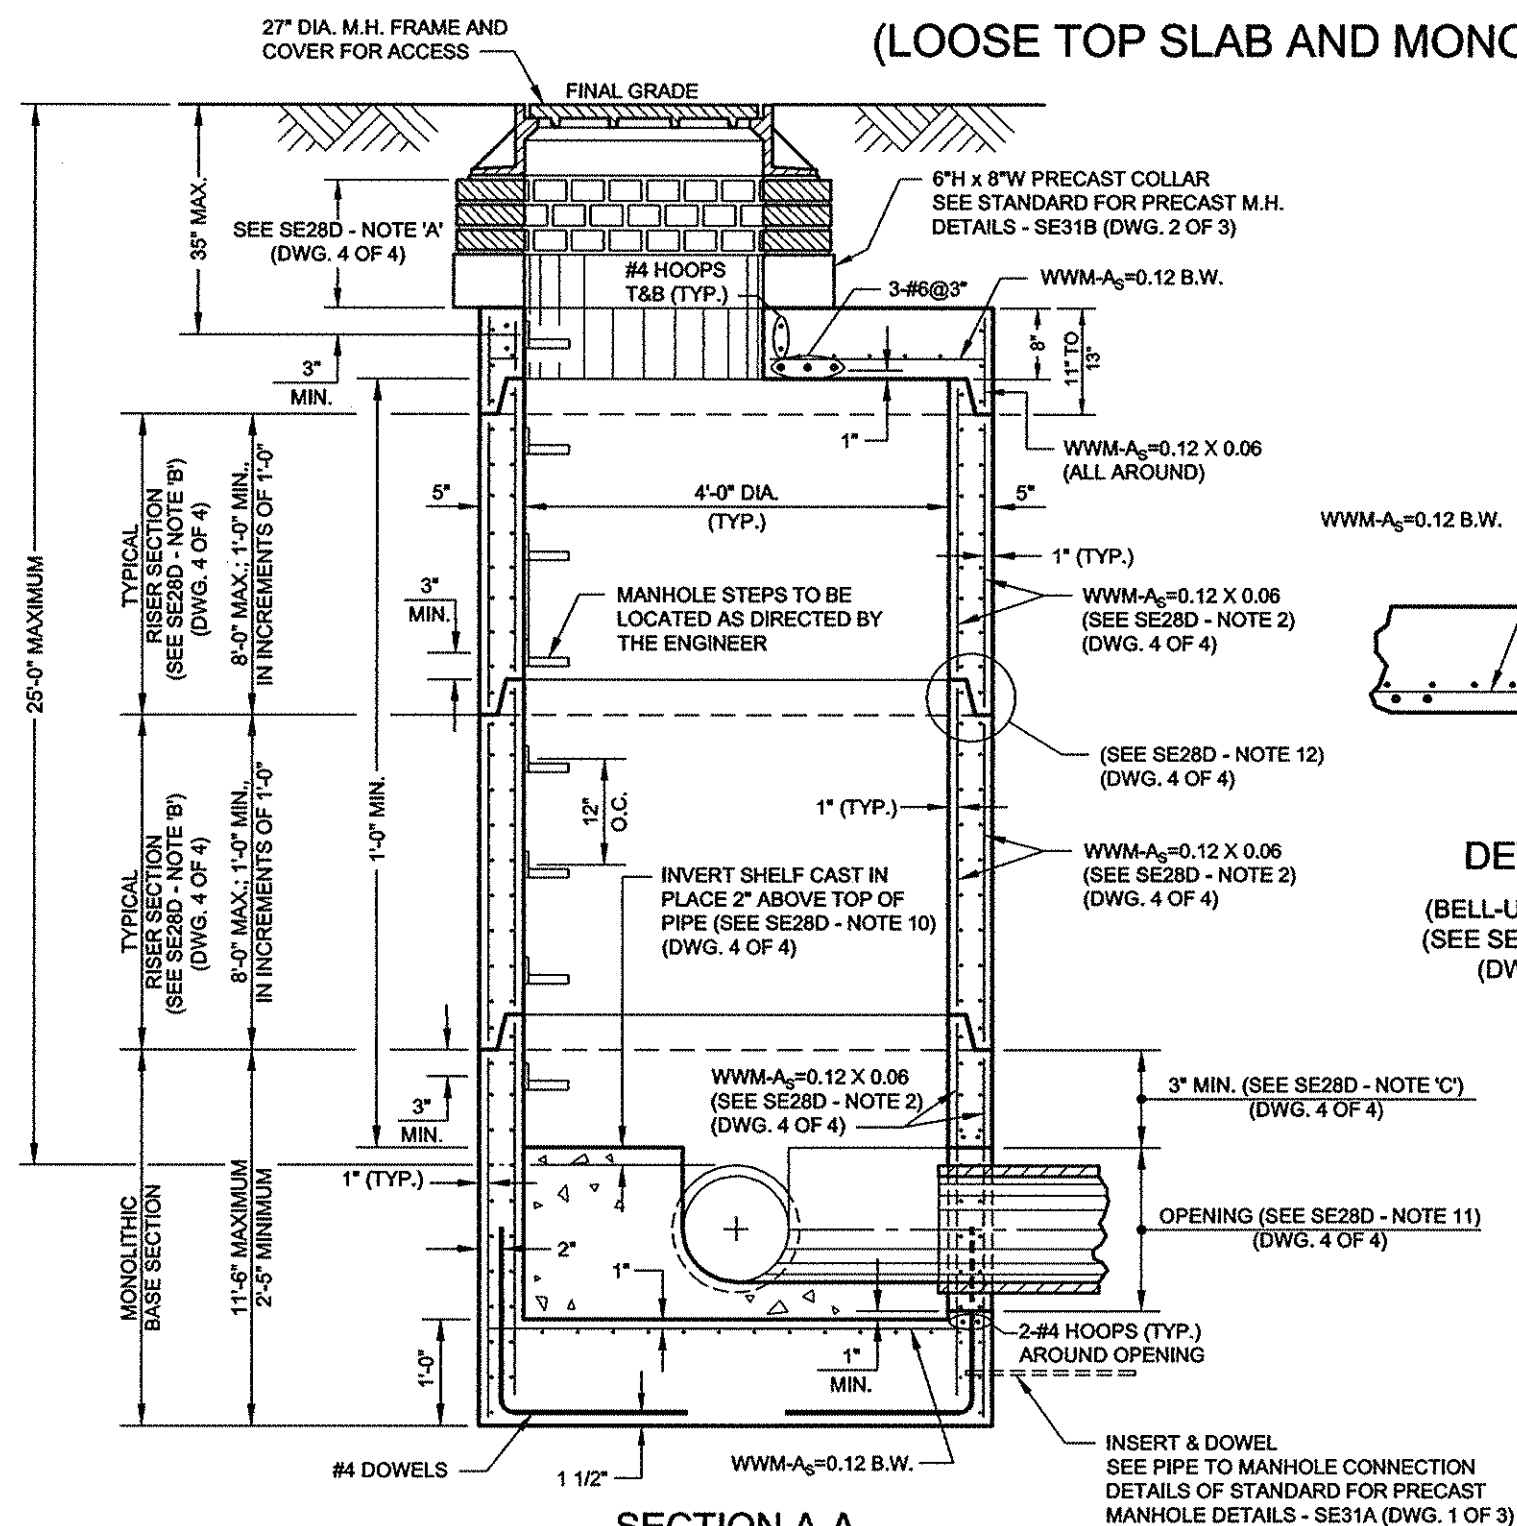 (LOOSE TOP SLAB AND MONO
27" DIA. M.H. FRAME AND
COVER FOR ACCESS
FINAL GRADE
35" MAX.
SEE SE28D - NOTE 'A'
(DWG. 4 OF 4)
6"H x 8"W PRECAST COLLAR
SEE STANDARD FOR PRECAST M.H.
DETAILS - SE31B (DWG. 2 OF 3)
#4 HOOPS
T&B (TYP.)
3-#6@3"
WWM-AS=0.12 B.W.
8"
11" TO
13"
3"
MIN.
1"
WWM-AS=0.12 X 0.06
(ALL AROUND)
25'-0" MAXIMUM
TYPICAL
RISER SECTION
(SEE SE28D - NOTE 'B')
(DWG. 4 OF 4)
8'-0" MAX.; 1'-0" MIN.,
IN INCREMENTS OF 1'-0"
5"
4'-0" DIA.
(TYP.)
5"
WWM-AS=0.12 B.W.
1" (TYP.)
3"
MIN.
MANHOLE STEPS TO BE
LOCATED AS DIRECTED BY
THE ENGINEER
WWM-AS=0.12 X 0.06
(SEE SE28D - NOTE 2)
(DWG. 4 OF 4)
(SEE SE28D - NOTE 12)
(DWG. 4 OF 4)
TYPICAL
RISER SECTION
(SEE SE28D - NOTE 'B')
(DWG. 4 OF 4)
8'-0" MAX.; 1'-0" MIN.,
IN INCREMENTS OF 1'-0"
1'-0" MIN.
12"
O.C.
1" (TYP.)
INVERT SHELF CAST IN
PLACE 2" ABOVE TOP OF
PIPE (SEE SE28D - NOTE 10)
(DWG. 4 OF 4)
WWM-AS=0.12 X 0.06
(SEE SE28D - NOTE 2)
(DWG. 4 OF 4)
DE
(BELL-U
(SEE SE
(DW
WWM-AS=0.12 X 0.06
(SEE SE28D - NOTE 2)
(DWG. 4 OF 4)
3" MIN. (SEE SE28D - NOTE 'C')
(DWG. 4 OF 4)
3"
MIN.
1" (TYP.)
MONOLITHIC
BASE SECTION
11'-6" MAXIMUM
2'-5" MINIMUM
OPENING (SEE SE28D - NOTE 11)
(DWG. 4 OF 4)
2"
1"
1'-0"
1"
MIN.
2-#4 HOOPS (TYP.)
AROUND OPENING
#4 DOWELS
1 1/2"
WWM-AS=0.12 B.W.
INSERT & DOWEL
SEE PIPE TO MANHOLE CONNECTION
DETAILS OF STANDARD FOR PRECAST
MANHOLE DETAILS - SE31A (DWG. 1 OF 3)
SECTION A-A